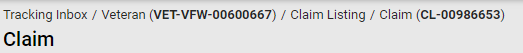 Tracking Inbox / Veteran (VET-VFW-00600667) / Claim Listing / Claim (CL-00986653)
Claim